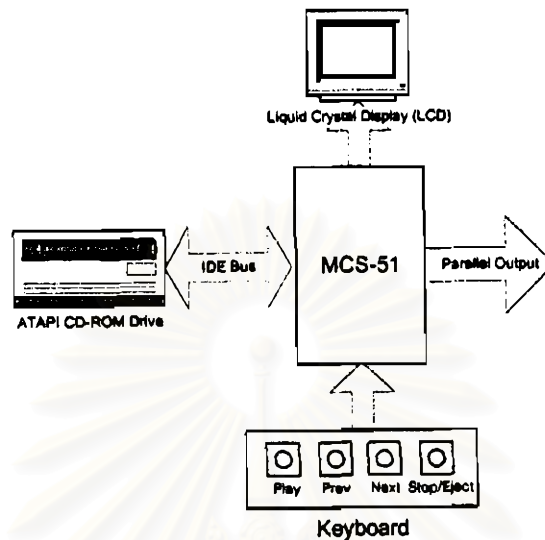 Liquid Crystal Display (LCD)
MCS-51
IDE Bus
Parallel Output
ATAPI CD-ROM Drive
Play Prev Next Stop/Eject
Keyboard